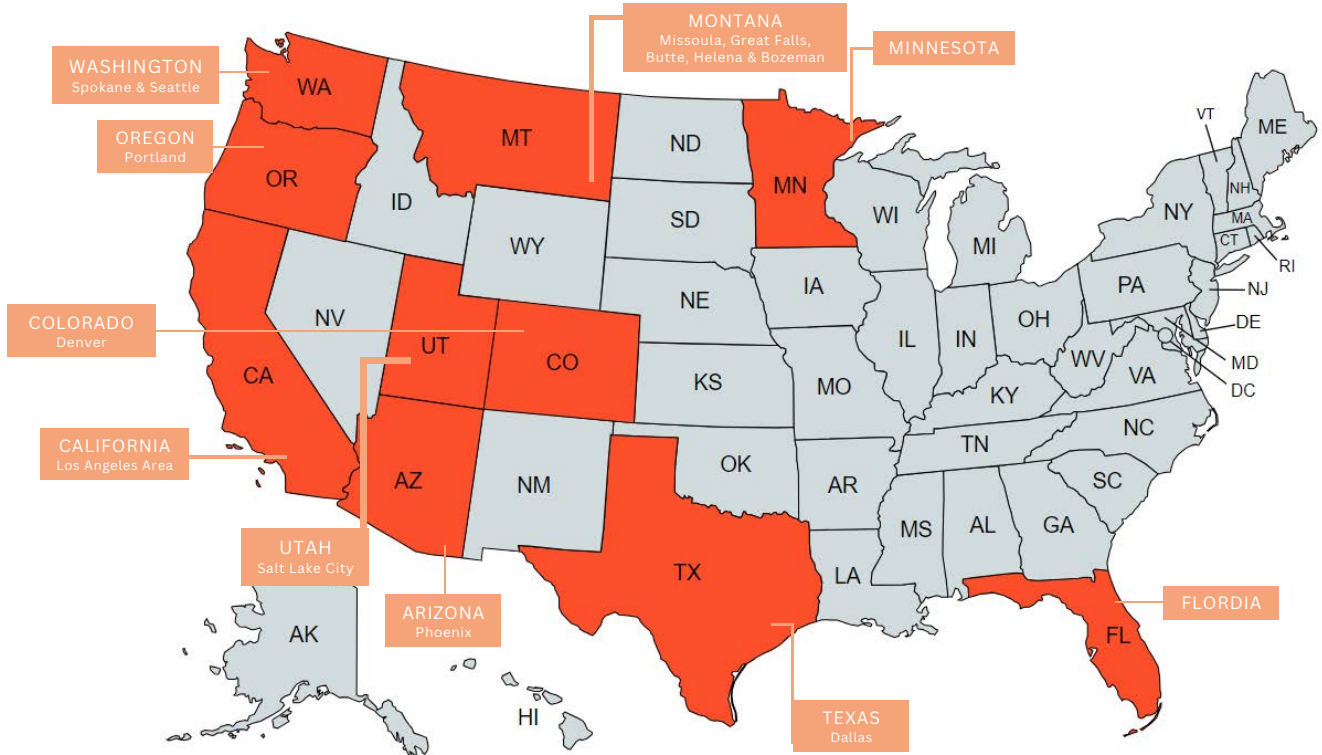 MONTANA
Missoula, Great Falls,
Butte, Helena & Bozeman
MINNESOTA
WASHINGTON
Spokane & Seattle
OREGON
Portland
COLORADO
Denver
CALIFORNIA
Los Angeles Area
UTAH
Salt Lake City
ARIZONA
Phoenix
TEXAS
Dallas
FLORDIA
WA
MT
ND
MN
OR
ID
SD
WY
WI
MI
NY
VT
NH
ME
MA
CT
RI
NV
UT
CO
NE
IA
IL
IN
OH
PA
NJ
DE
MD
DC
WV
VA
CA
KS
MO
KY
NC
TN
AZ
NM
OK
AR
SC
MS
AL
GA
TX
LA
FL
AK
HI